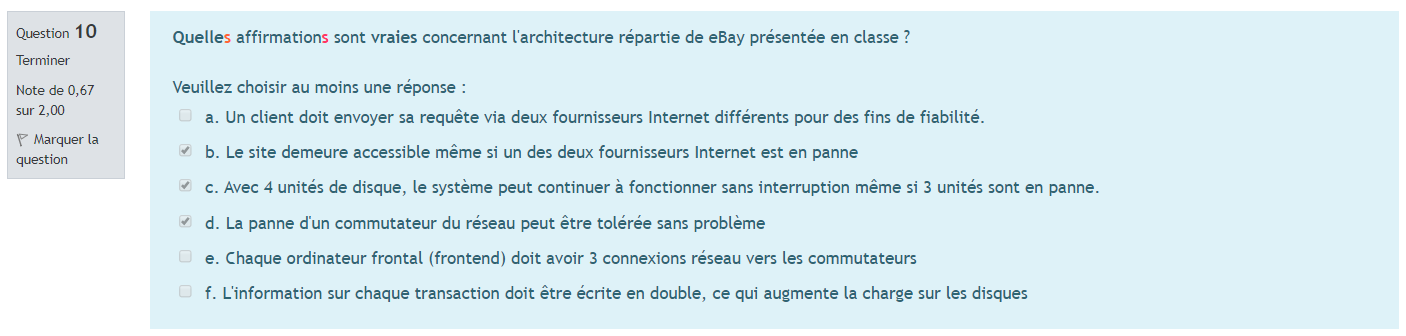 Question 10
Terminer
Note de 0,67
sur 2,00
Marquer la
question
Quelles affirmations sont vraies concernant l'architecture répartie de eBay présentée en classe ?
Veuillez choisir au moins une réponse :
a. Un client doit envoyer sa requête via deux fournisseurs Internet différents pour des fins de fiabilité.
b. Le site demeure accessible même si un des deux fournisseurs Internet est en panne
c. Avec 4 unités de disque, le système peut continuer à fonctionner sans interruption même si 3 unités sont en panne.
d. La panne d'un commutateur du réseau peut être tolérée sans problème
e. Chaque ordinateur frontal (frontend) doit avoir 3 connexions réseau vers les commutateurs
f. L'information sur chaque transaction doit être écrite en double, ce qui augmente la charge sur les disques